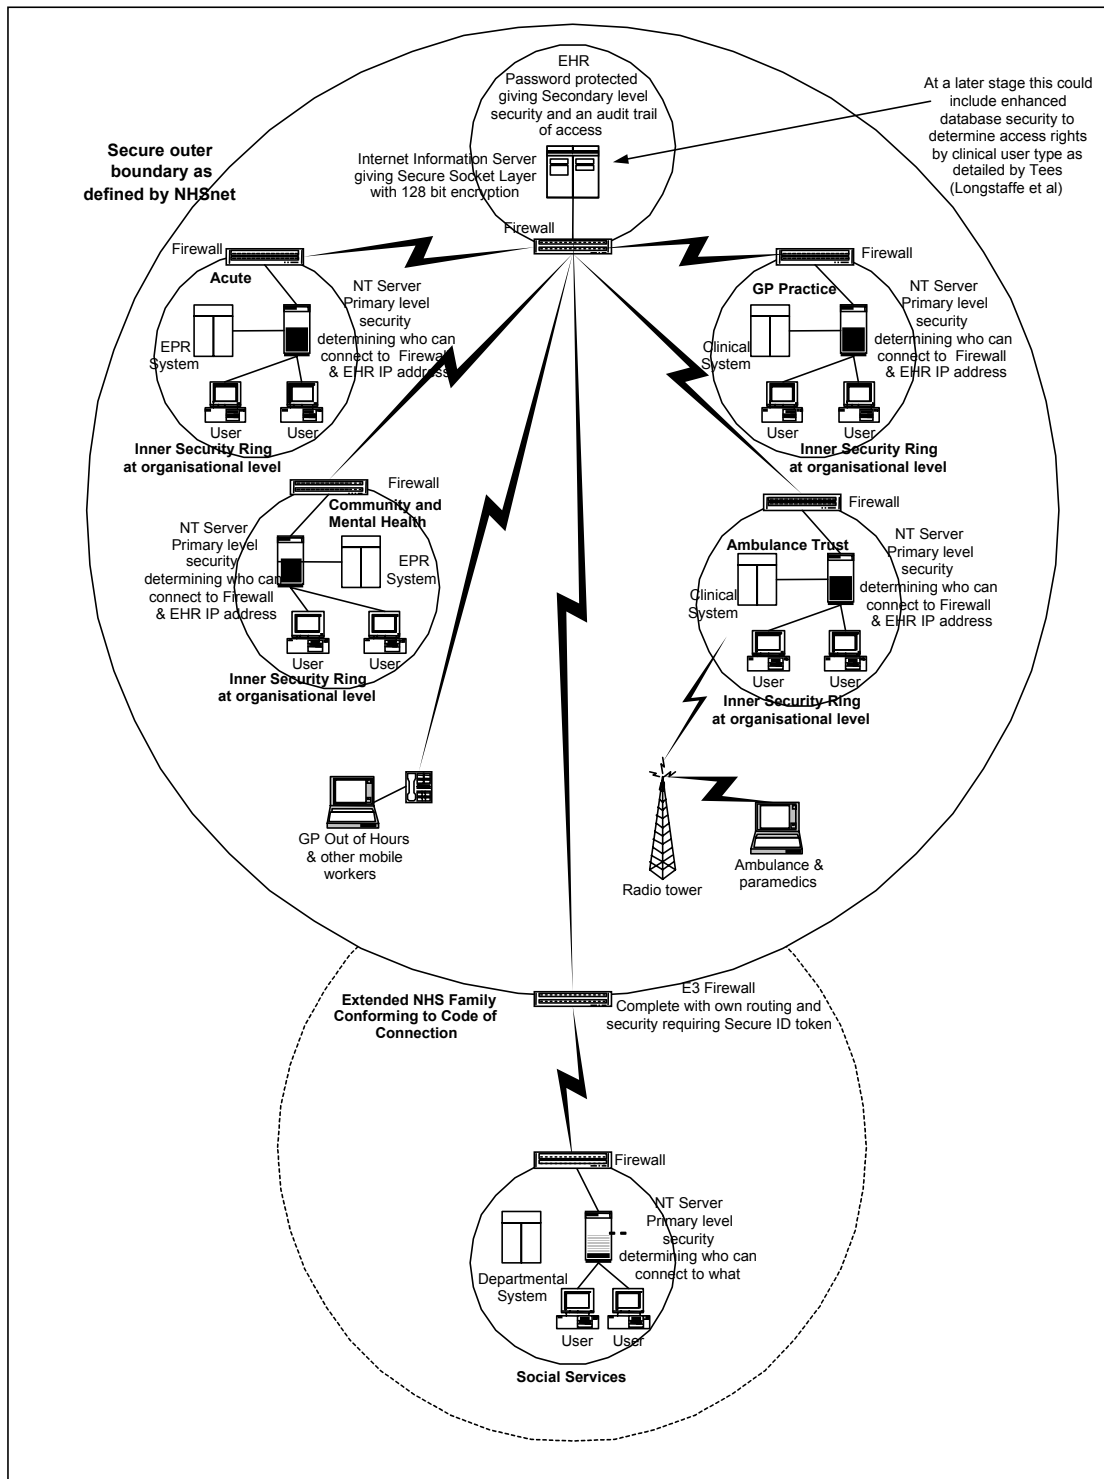 EHR
Password protected
giving Secondary level
security and an audit trail
of access
At a later stage this could
include enhanced
database security to
determine access rights
by clinical user type as
detailed by Tees
(Longstaffe et al)
Secure outer
boundary as
defined by NHSnet
Internet Information Server
giving Secure Socket Layer
with 128 bit encryption
Firewall
Firewall
Acute
NT Server
Primary level
security
determining who can
connect to Firewall
& EHR IP address
EPR
System
User
User
Inner Security Ring
at organisational level
Firewall
GP Practice
NT Server
Primary level
security
determining who can
connect to Firewall
& EHR IP address
Clinical
System
User
User
Inner Security Ring
at organisational level
Firewall
Community and
Mental Health
NT Server
Primary level
security
determining who can
connect to Firewall
& EHR IP address
EPR
System
User
User
Inner Security Ring
at organisational level
Firewall
Ambulance Trust
NT Server
Primary level
security
determining who can
connect to Firewall
& EHR IP address
Clinical
System
User
User
Inner Security Ring
at organisational level
GP Out of Hours
& other mobile
workers
Radio tower
Ambulance &
paramedics
Extended NHS Family
Conforming to Code of
Connection
E3 Firewall
Complete with own routing and
security requiring Secure ID token
Firewall
NT Server
Primary level
security
determining who can
connect to what
Departmental
System
User
User
Social Services